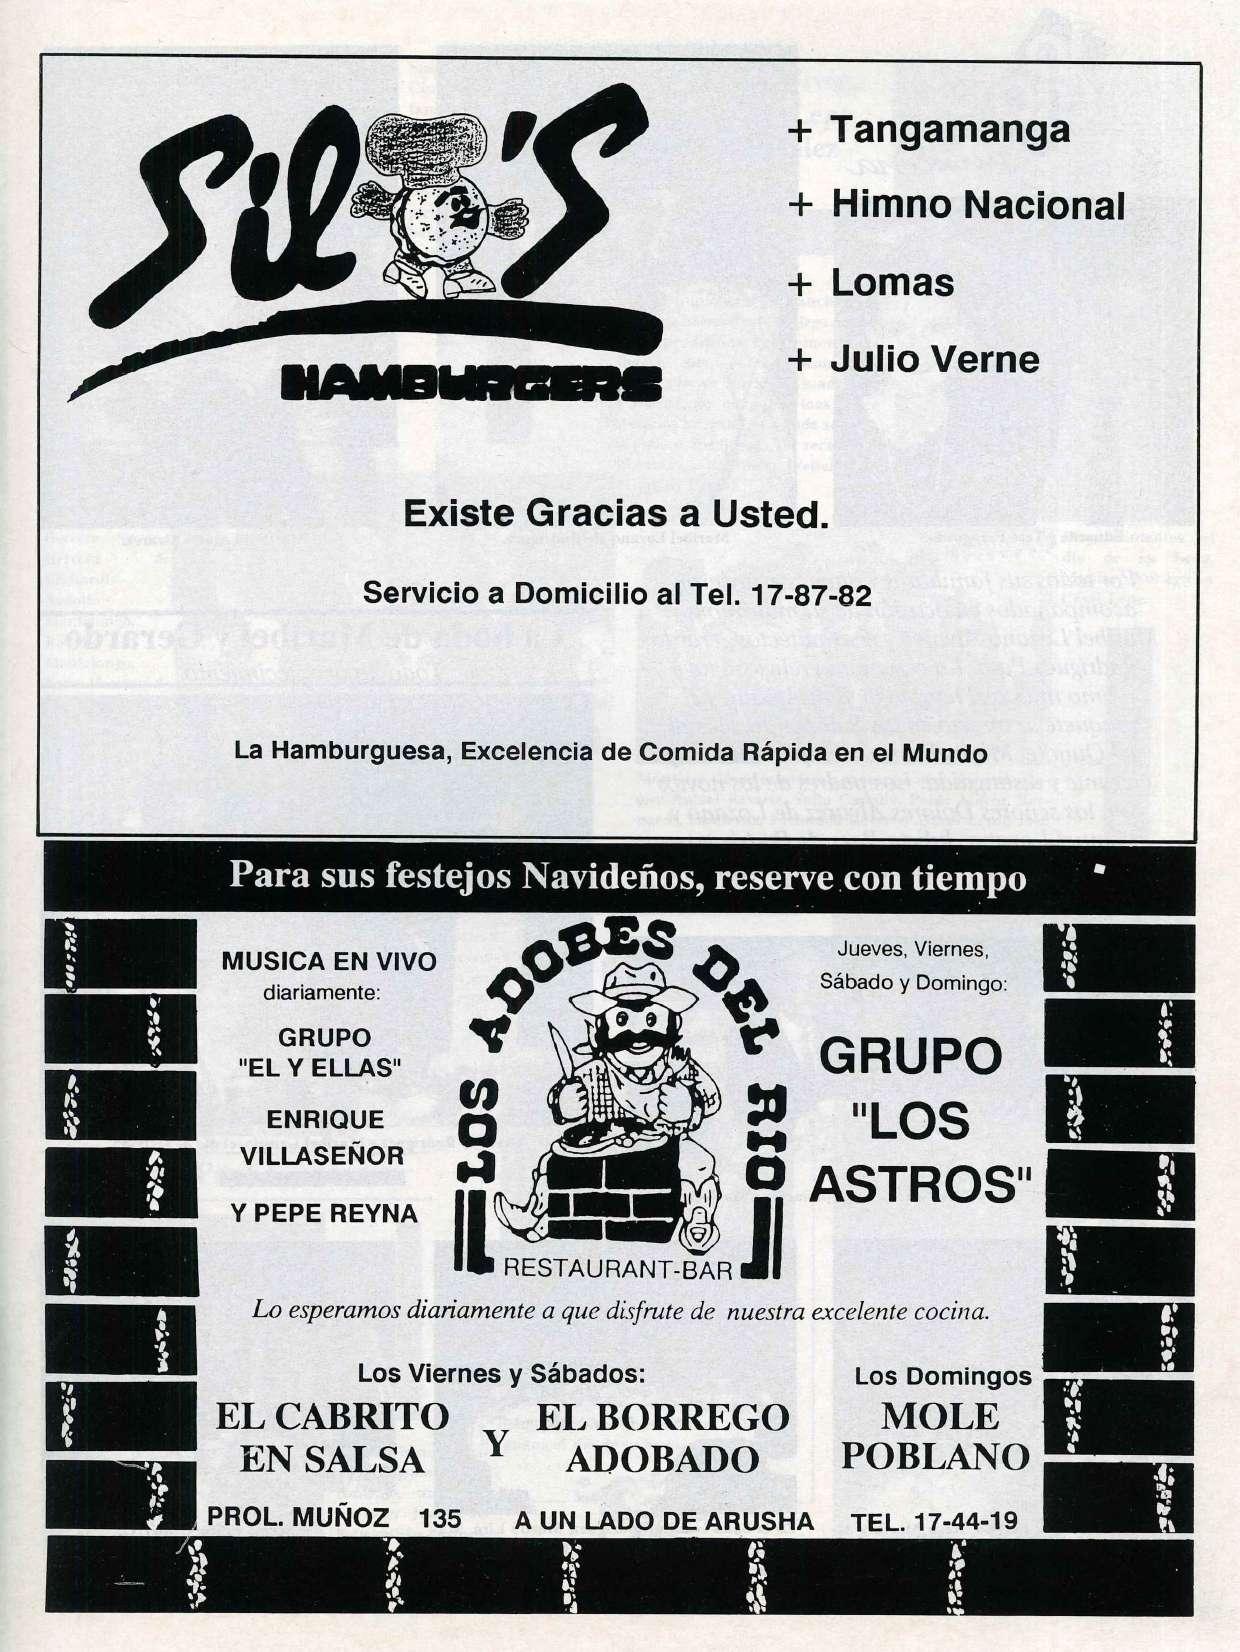 Silo's
HAMBURGERS
+ Tangamanga
+ Himno Nacional
+ Lomas
+ Julio Verne
Existe Gracias a Usted.
Servicio a Domicilio al Tel. 17-87-82
La Hamburguesa, Excelencia de Comida Rápida en el Mundo
Para sus festejos Navideños, reserve con tiempo
MUSICA EN VIVO
diariamente:
GRUPO
"EL Y ELLAS"
ENRIQUE
VILLASEÑOR
Y PEPE REYNA
LOS ADOBES DEL RIO
RESTAURANT-BAR
Jueves, Viernes,
Sábado y Domingo:
GRUPO
"LOS
ASTROS"
Lo esperamos diariamente a que disfrute de nuestra excelente cocina.
Los Viernes y Sábados:
EL CABRITO
EN SALSA
Y
EL BORREGO
ADOBADO
Los Domingos
MOLE
POBLANO
PROL. MUÑOZ 135 A UN LADO DE ARUSHA TEL. 17-44-19